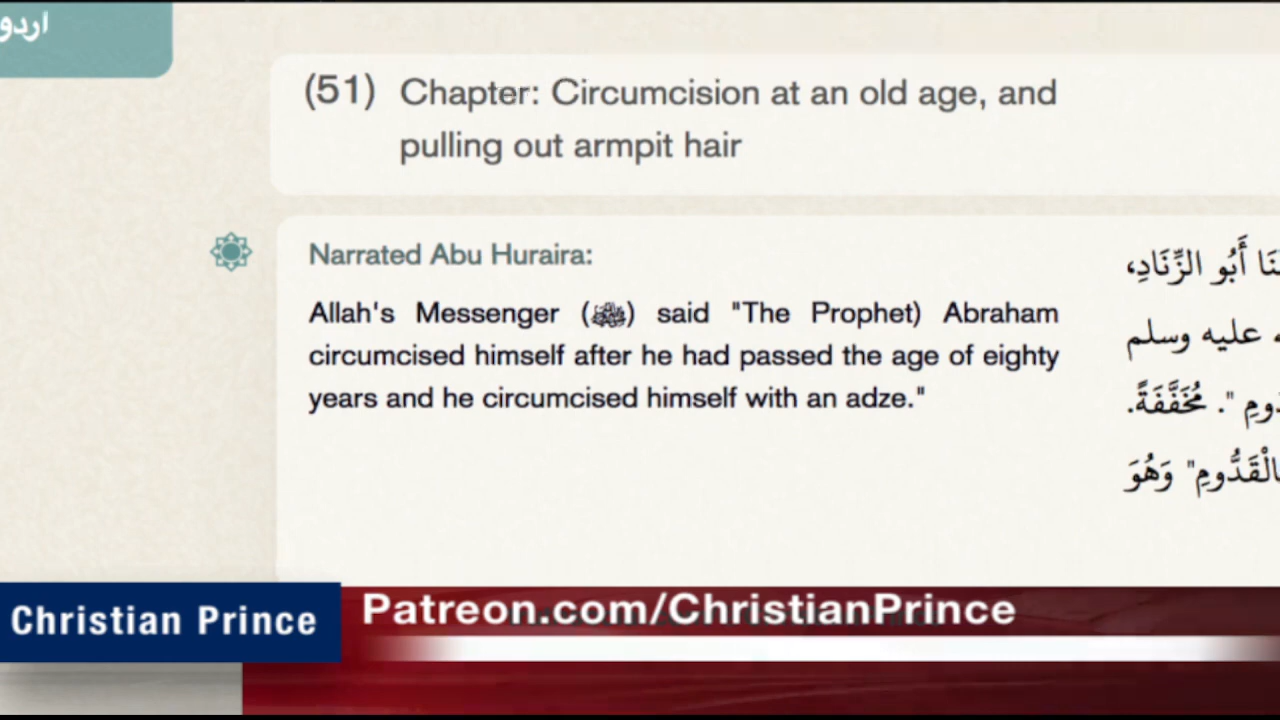 اردو
(51) Chapter: Circumcision at an old age, and
pulling out armpit hair
Narrated Abu Huraira:
Allah's Messenger (ﷺ) said "The Prophet) Abraham
circumcised himself after he had passed the age of eighty
years and he circumcised himself with an adze."
أَبُو الزِّنَادِ،
عليه وسلم
‏". مُخَفَّفَةً.
" وَهُوَ
Christian Prince
Patreon.com/ChristianPrince